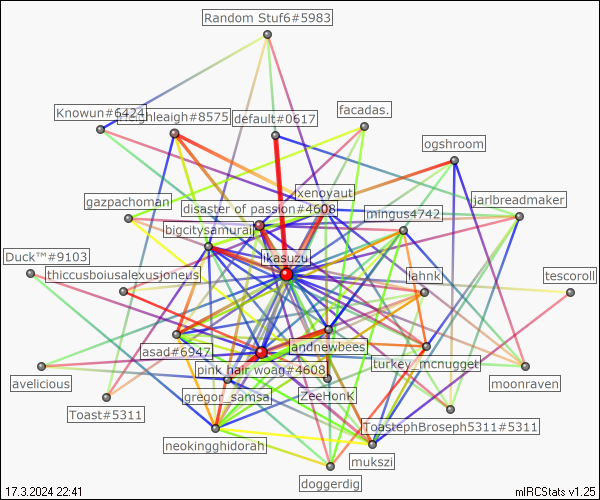 Random Stuf6#5983
Knowun#6424
neighleigh#8575
default#0617
facadas.
ogshroom
xenoyaut
gazpachoman
disaster of passion#4608
mingus4742
jarlbreadmaker
bigcitysamurai
ikasuzu
Duck™#9103
thiccusboiusalexusjoneus
lahnk
tescoroll
asad#6947
andnewbees
avelicious
pink hair woag#4608
turkey_mcnugget
moonraven
gregor_samsa
ZeeHonk
Toast#5311
ToastephBroseph5311#5311
neokingghidorah
mukszi
doggerdig
17.3.2024 22:41
mIRCStats v1.25